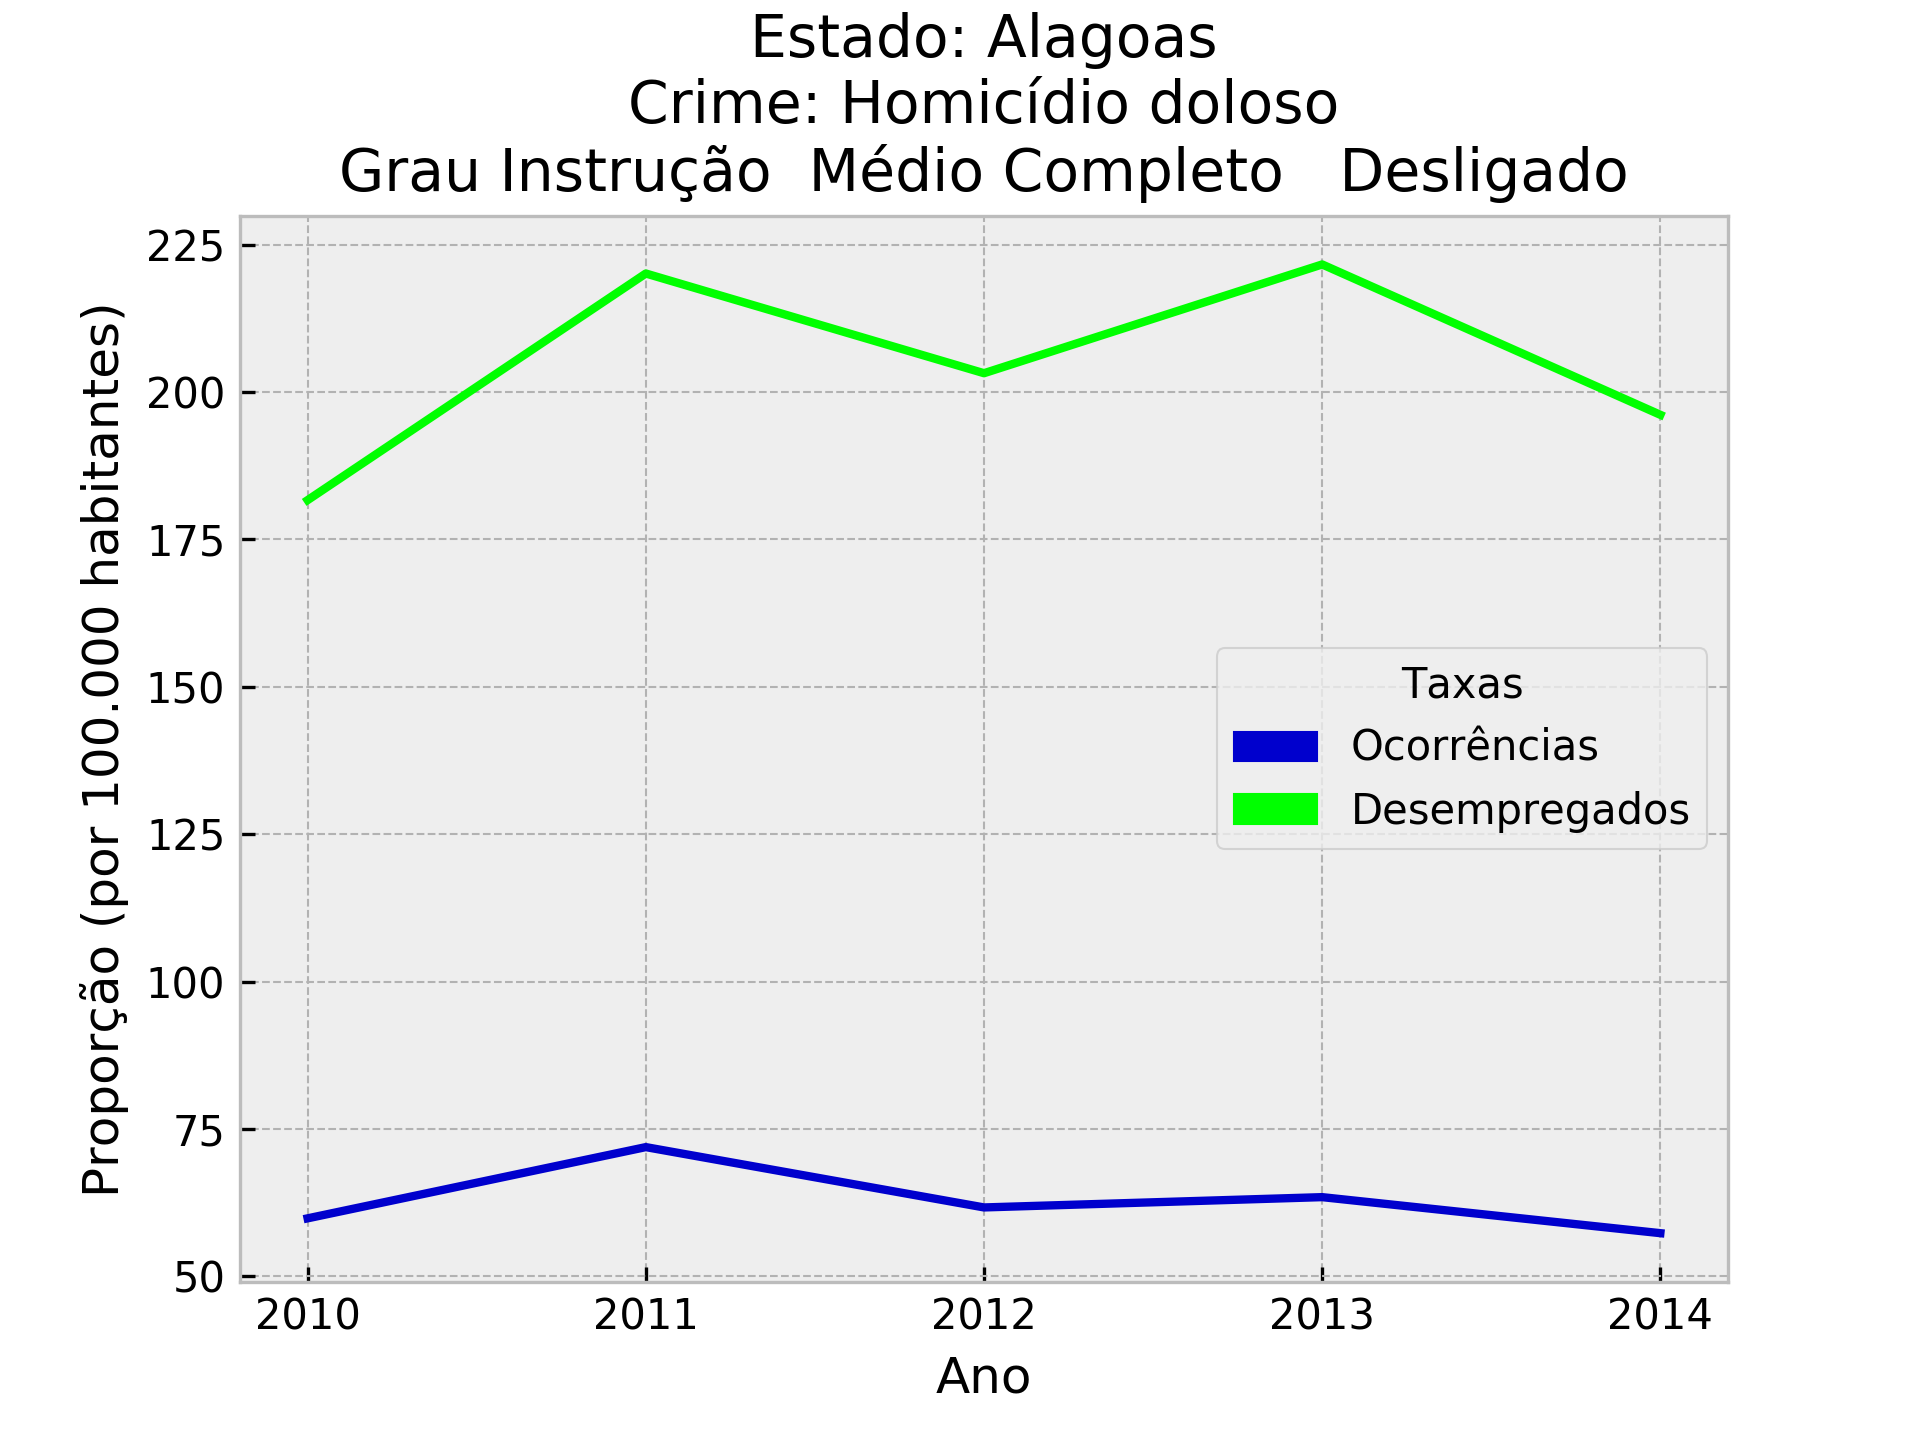 Estado: Alagoas
Crime: Homicídio doloso
Grau Instrução  Médio Completo   Desligado
225
200
175
150
125
100
75
50
Proporção (por 100.000 habitantes)
Taxas
Ocorrências
Desempregados
2010
2011
2012
2013
2014
Ano